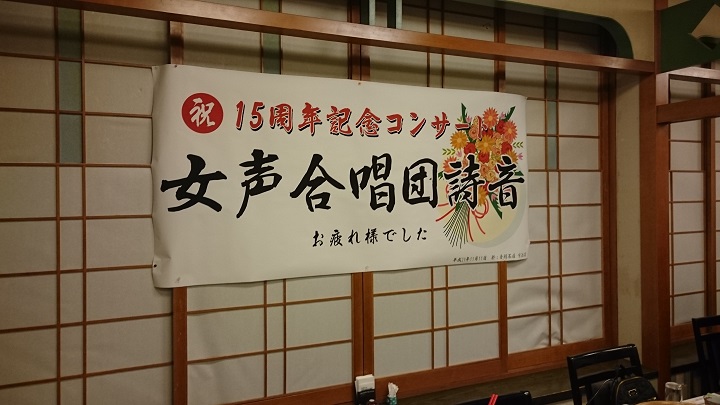 祝 15周年記念コンサート
女声合唱団詩音
お疲れ様でした